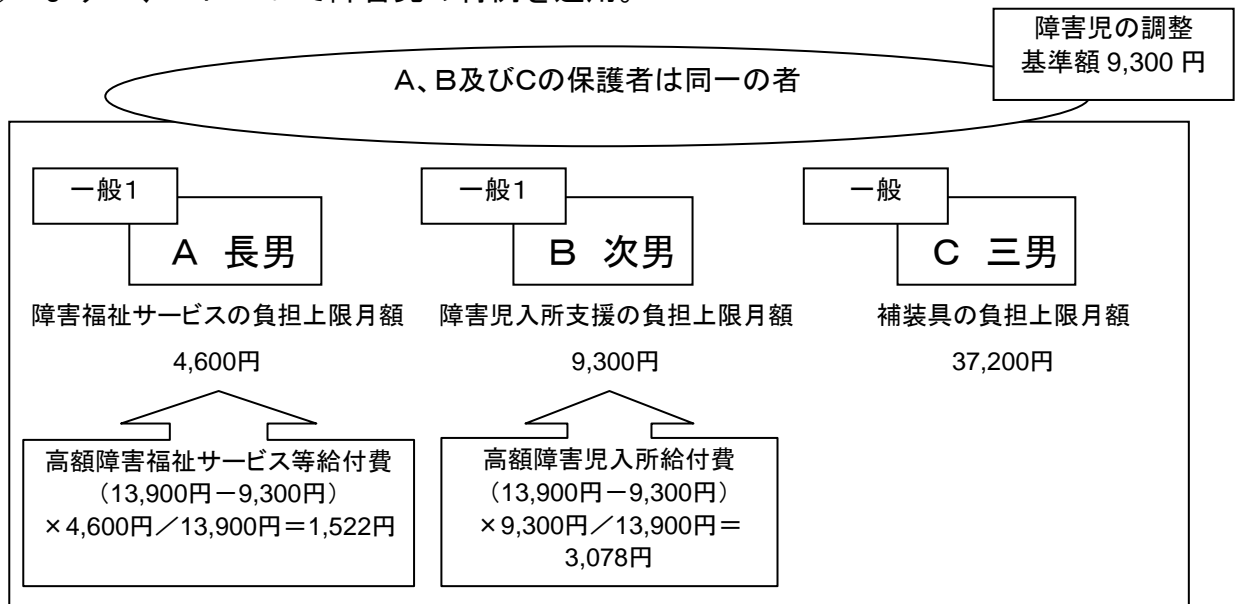 障害児の調整
基準額 9,300 円
A、B及びCの保護者は同一の者
一般1
A 長男
障害福祉サービスの負担上限月額
4,600円
高額障害福祉サービス等給付費
（13,900円－9,300円）
×4,600円／13,900円＝1,522円
一般1
B 次男
障害児入所支援の負担上限月額
9,300円
高額障害児入所給付費
（13,900円－9,300円）
×9,300円／13,900円＝
3,078円
一般
C 三男
補装具の負担上限月額
37,200円